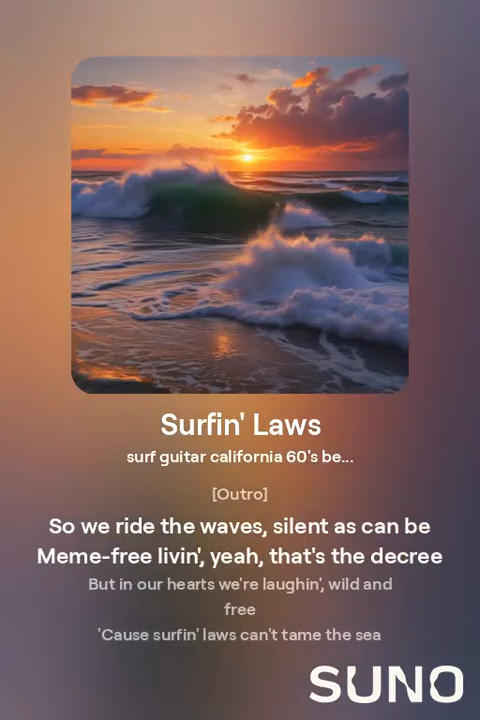 Surfin' Laws
surf guitar california 60's be...
[Outro]
So we ride the waves, silent as can be
Meme-free livin', yeah, that's the decree
But in our hearts we're laughin', wild and
free
'Cause surfin' laws can't tame the sea
SUNO